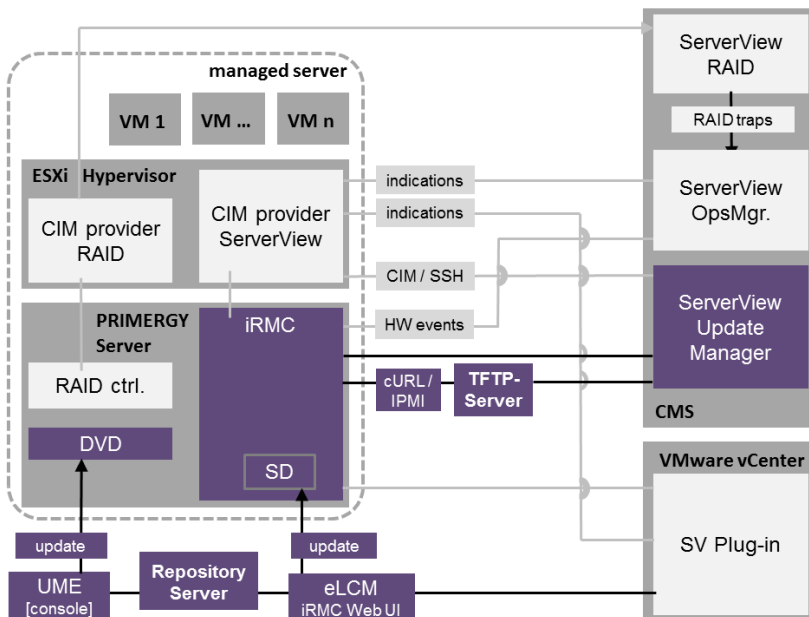 managed server
VM 1
VM ...
VM n
ESXi Hypervisor
CIM provider
RAID
CIM provider
ServerView
PRIMERGY
Server
iRMC
RAID ctrl.
DVD
SD
update
update
UME
[console]
Repository
Server
eLCM
iRMC Web UI
indications
indications
CIM / SSH
HW events
cURL /
IPMI
TFTP-
Server
ServerView
RAID
RAID traps
ServerView
OpsMgr.
ServerView
Update
Manager
CMS
VMware vCenter
SV Plug-in